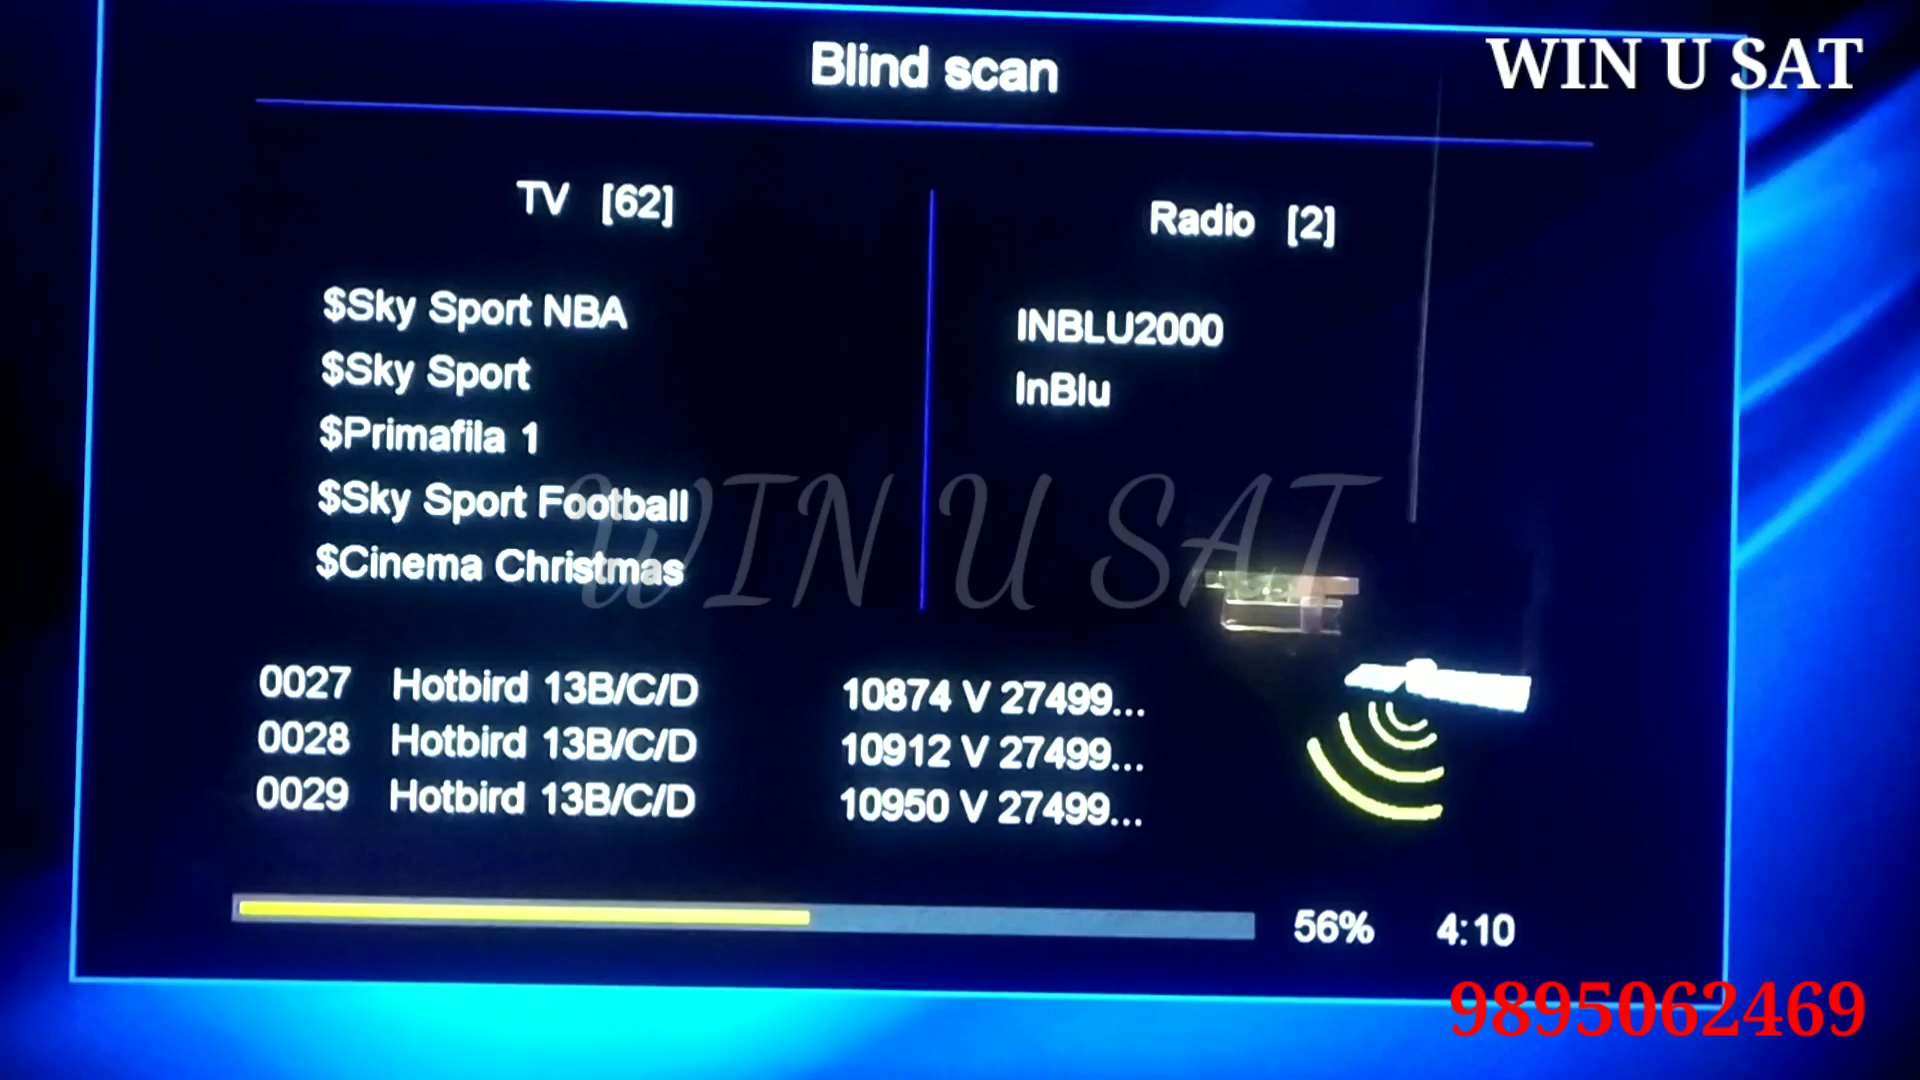 Blind scan
WIN U SAT
TV [62]
Radio [2]
$Sky Sport NBA
$Sky Sport
$Primafila 1
$Sky Sport Football
$Cinema Christmas
INBLU2000
InBlu
WIN U SAT
0027 Hotbird 13B/C/D 10874 V 27499...
0028 Hotbird 13B/C/D 10912 V 27499...
0029 Hotbird 13B/C/D 10950 V 27499...
56% 4:10
9895062469